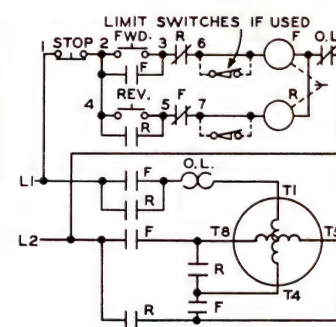 LIMIT SWITCHES IF USED
1 STOP 2 FWD. 3 R 6 F O.L
F
REV. R
4 5 F 7
R
L1 F O.L.
R T1
L2 F T8 T5
R
T4
R F